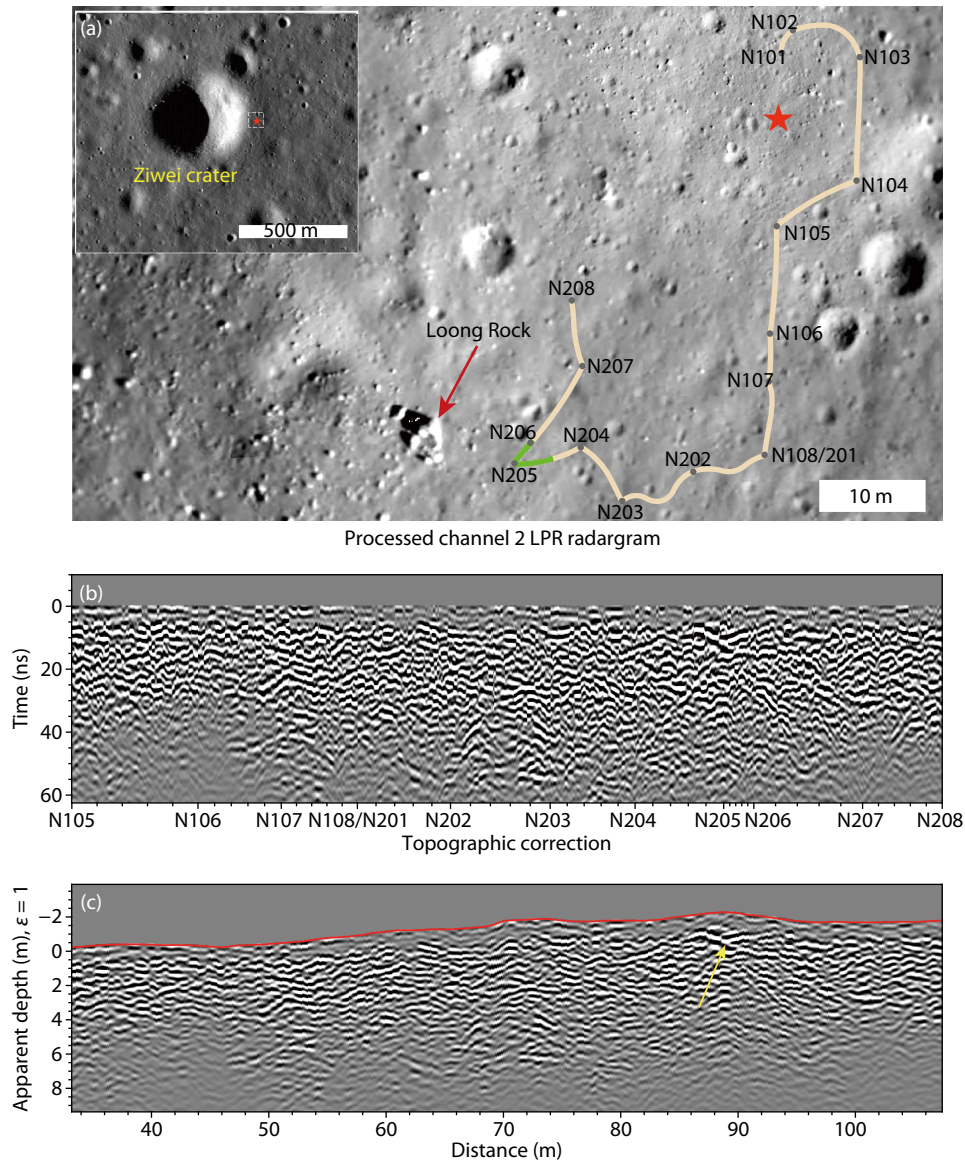 (a)
Ziwei crater
500 m
N102
N101
N103
N104
N105
N208
N106
Loong Rock
N207
N107
N206
N204
N205
N202
N108/201
N203
10 m
Processed channel 2 LPR radargram
(b)
Time (ns)
0
20
40
60
N105 N106 N107 N108/N201 N202 N203 N204 N205 N206 N207 N208
Topographic correction
(c)
Apparent depth (m), ε = 1
−2
0
2
4
6
8
40 50 60 70 80 90 100
Distance (m)